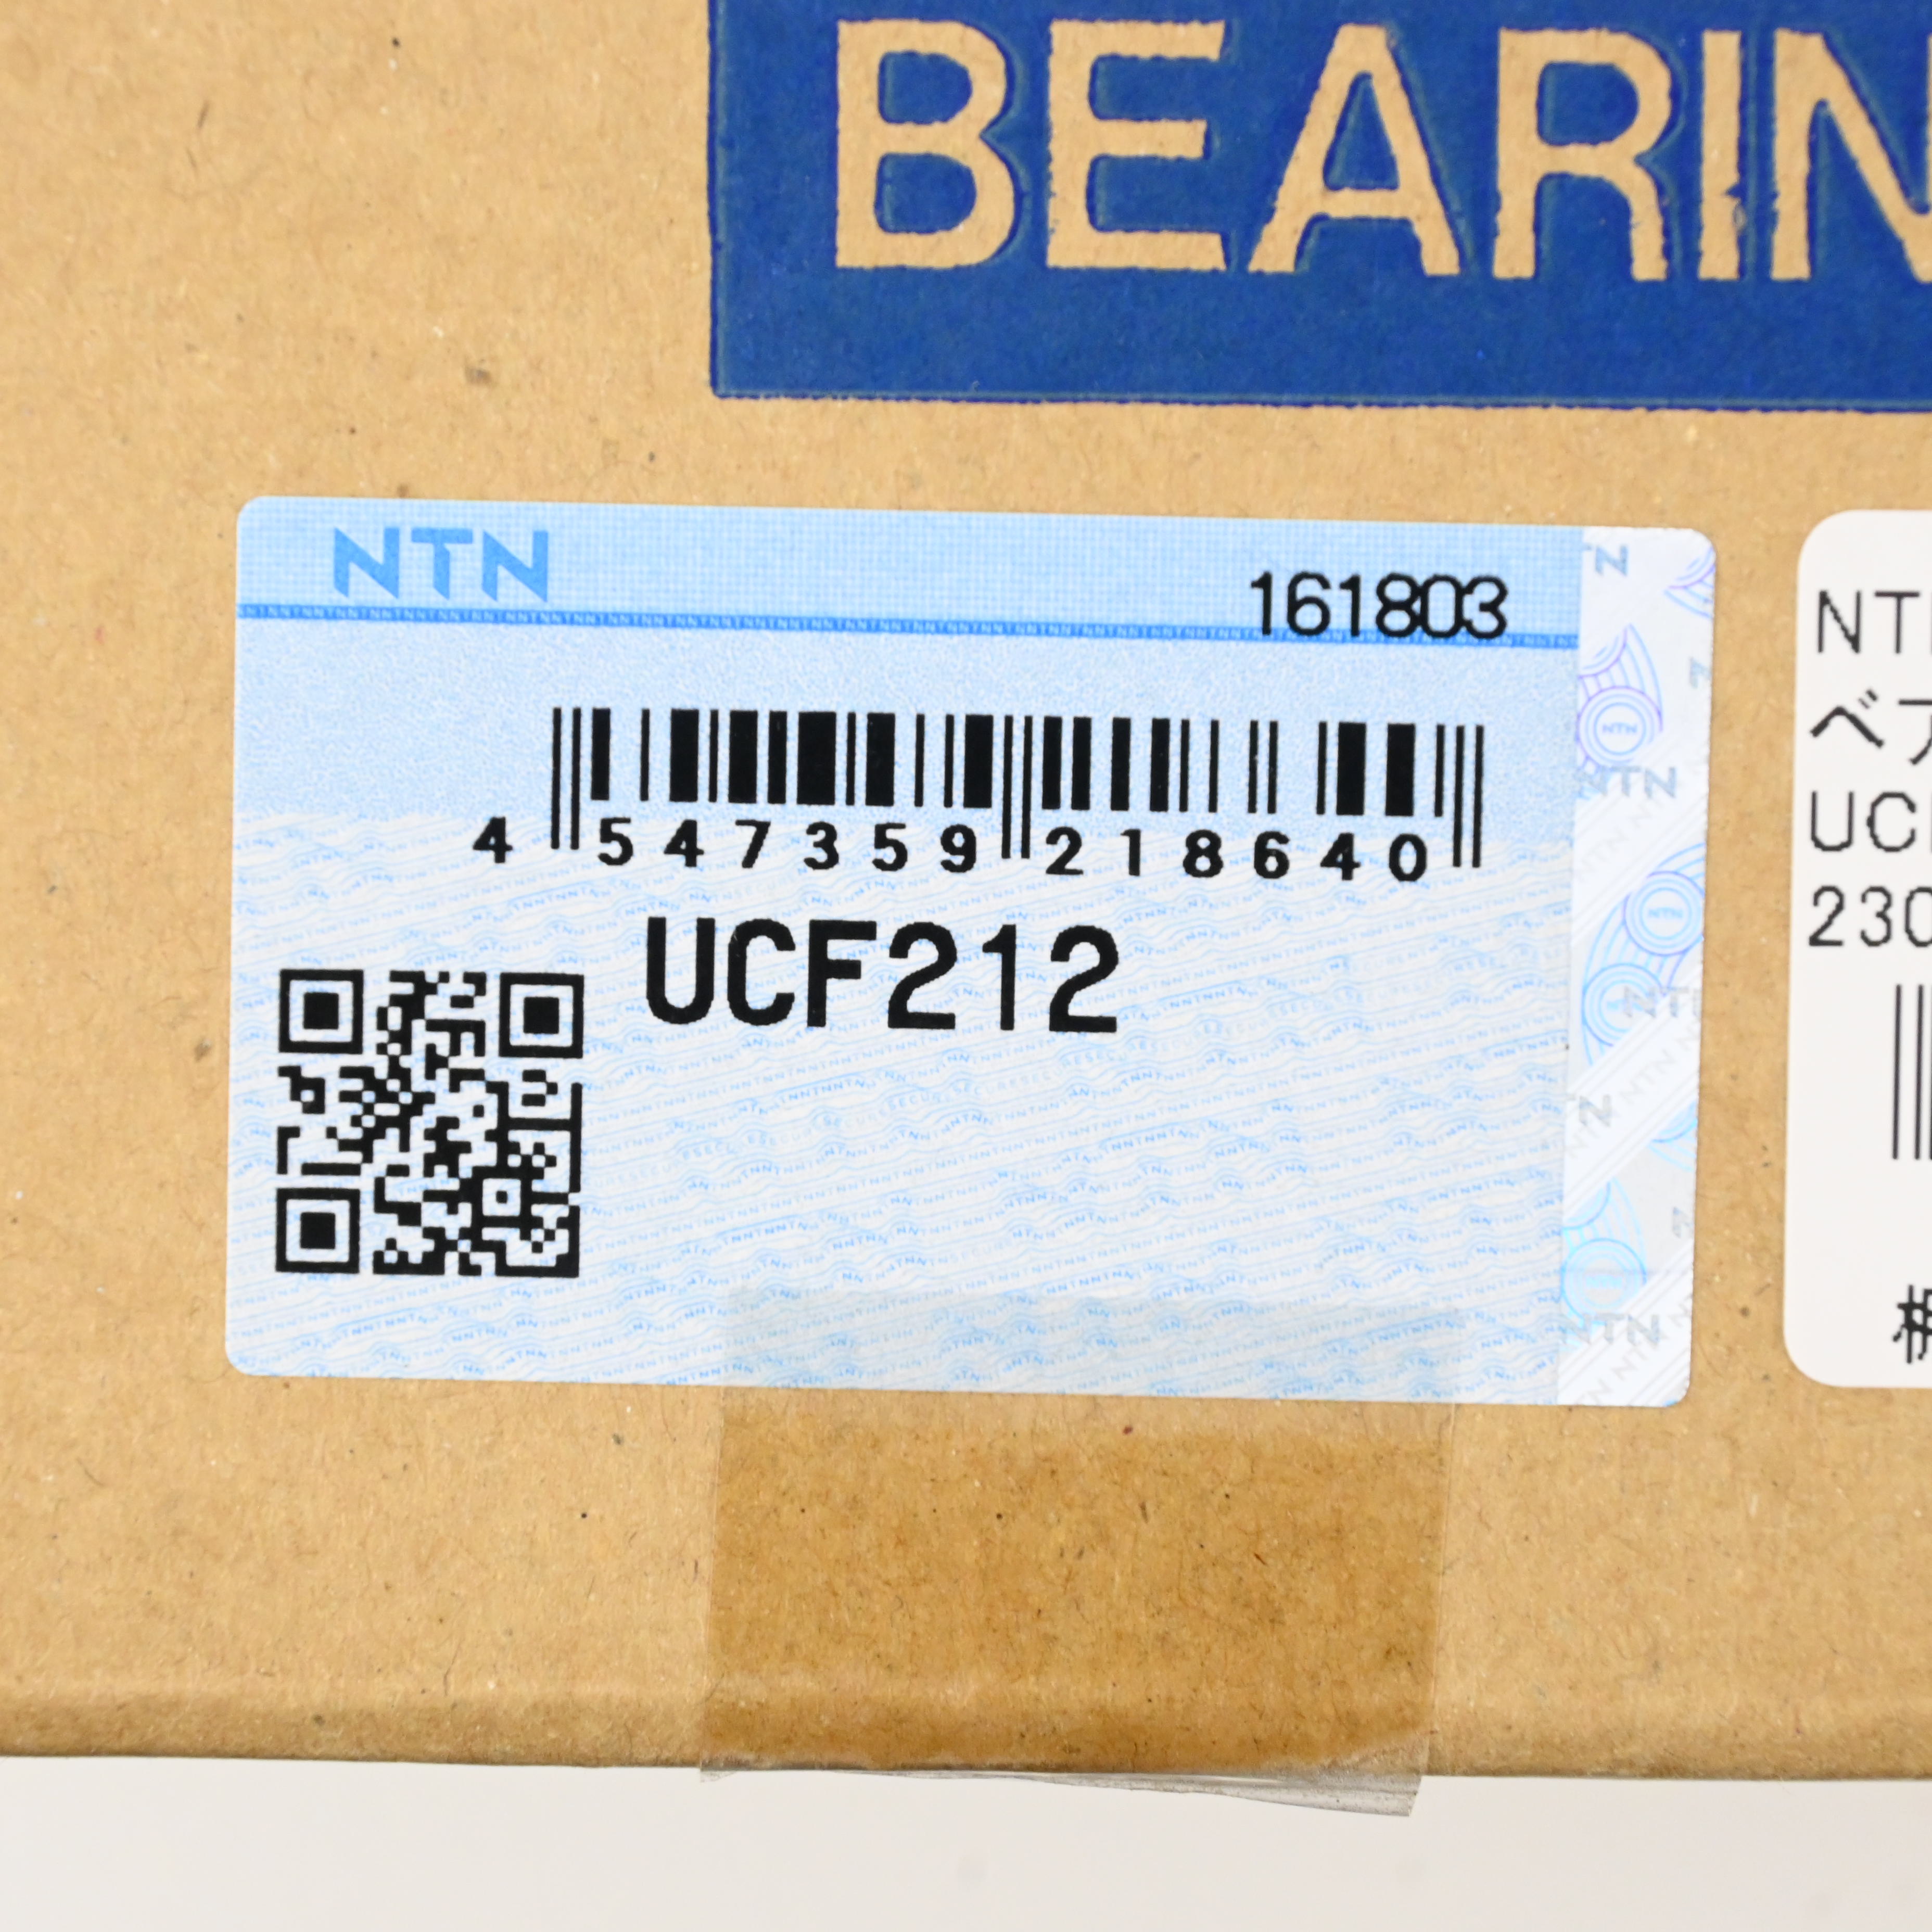 BEARIN
NTN
161803
4 547359 218640
UCF212
NT
ベア
UC
230